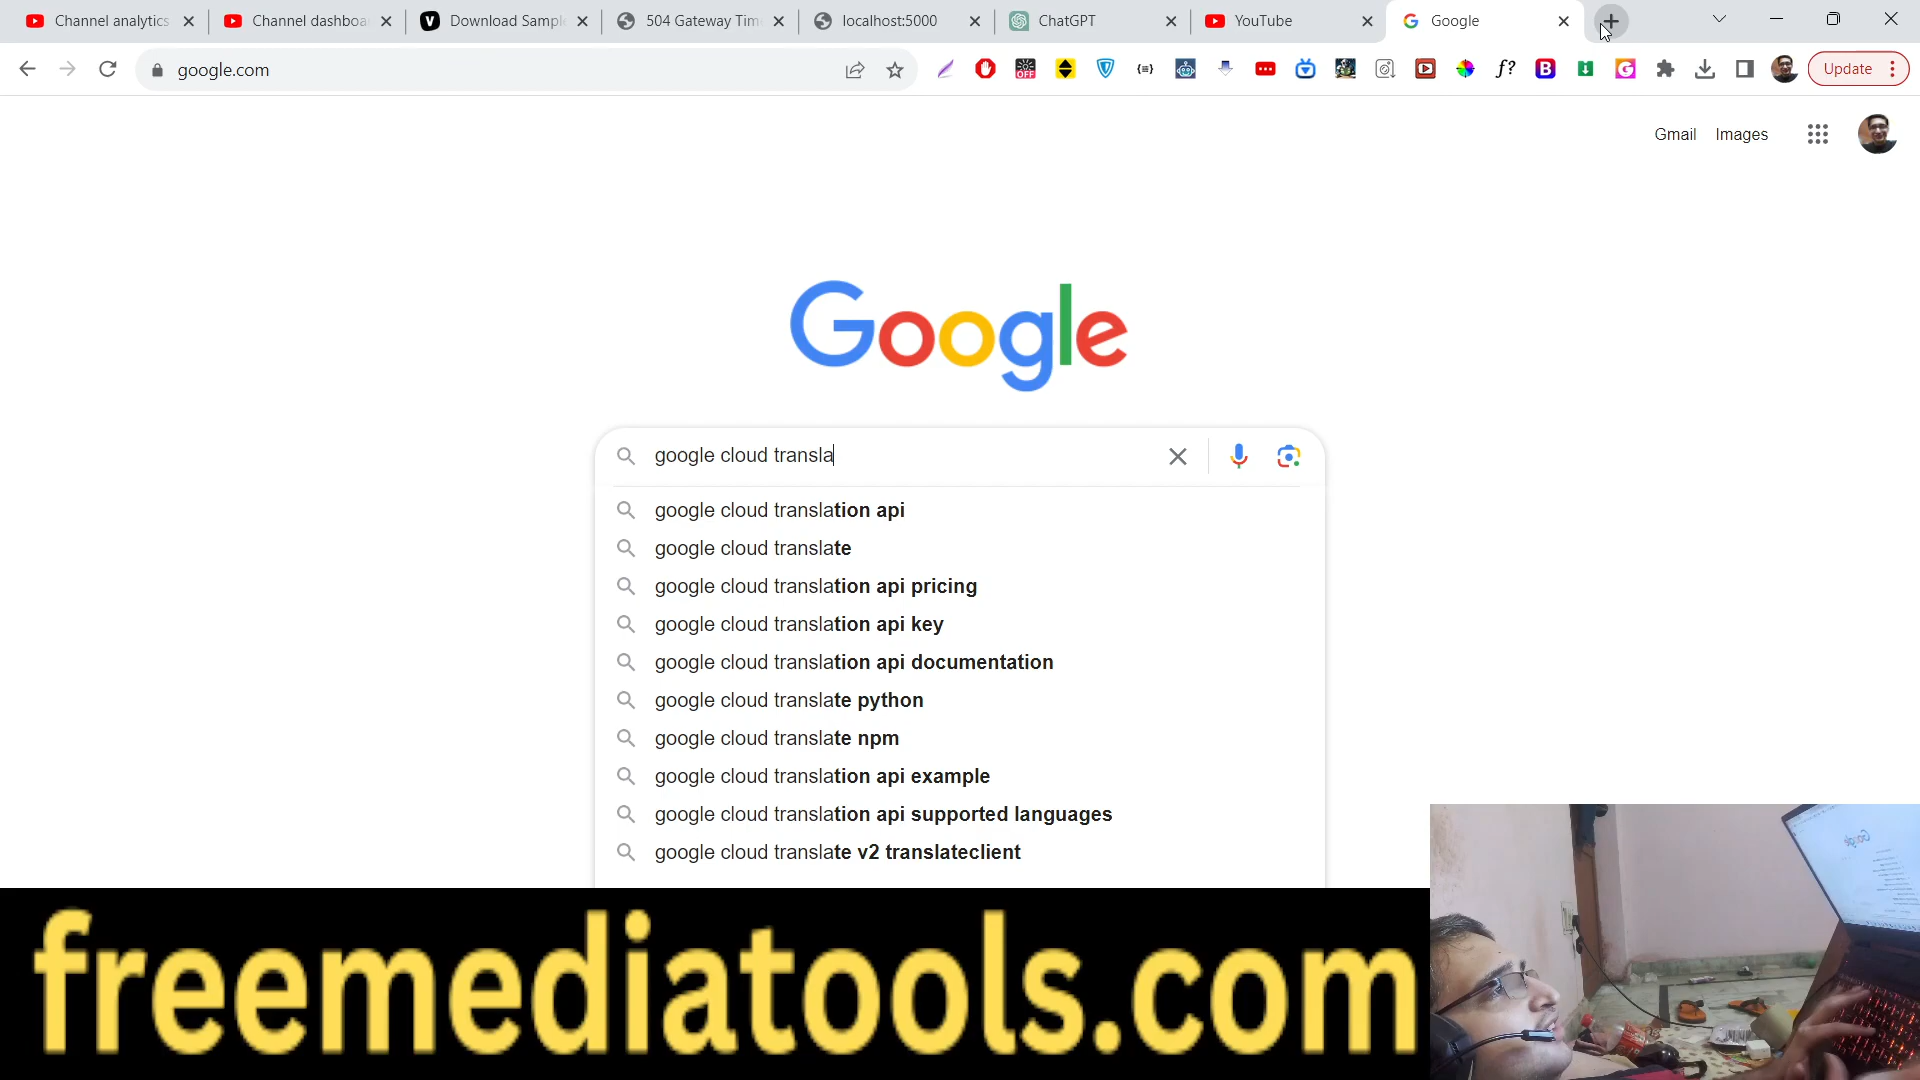 Channel analytics
Channel dashboa
Download Sampl
504 Gateway Tim
localhost:5000
ChatGPT
YouTube
Google
google.com
OFF
f?
B
G
Update
Gmail
Images
Google
google cloud transla
google cloud translation api
google cloud translate
google cloud translation api pricing
google cloud translation api key
google cloud translation api documentation
google cloud translate python
google cloud translate npm
google cloud translation api example
google cloud translation api supported languages
google cloud translate v2 translateclient
freemediatools.com